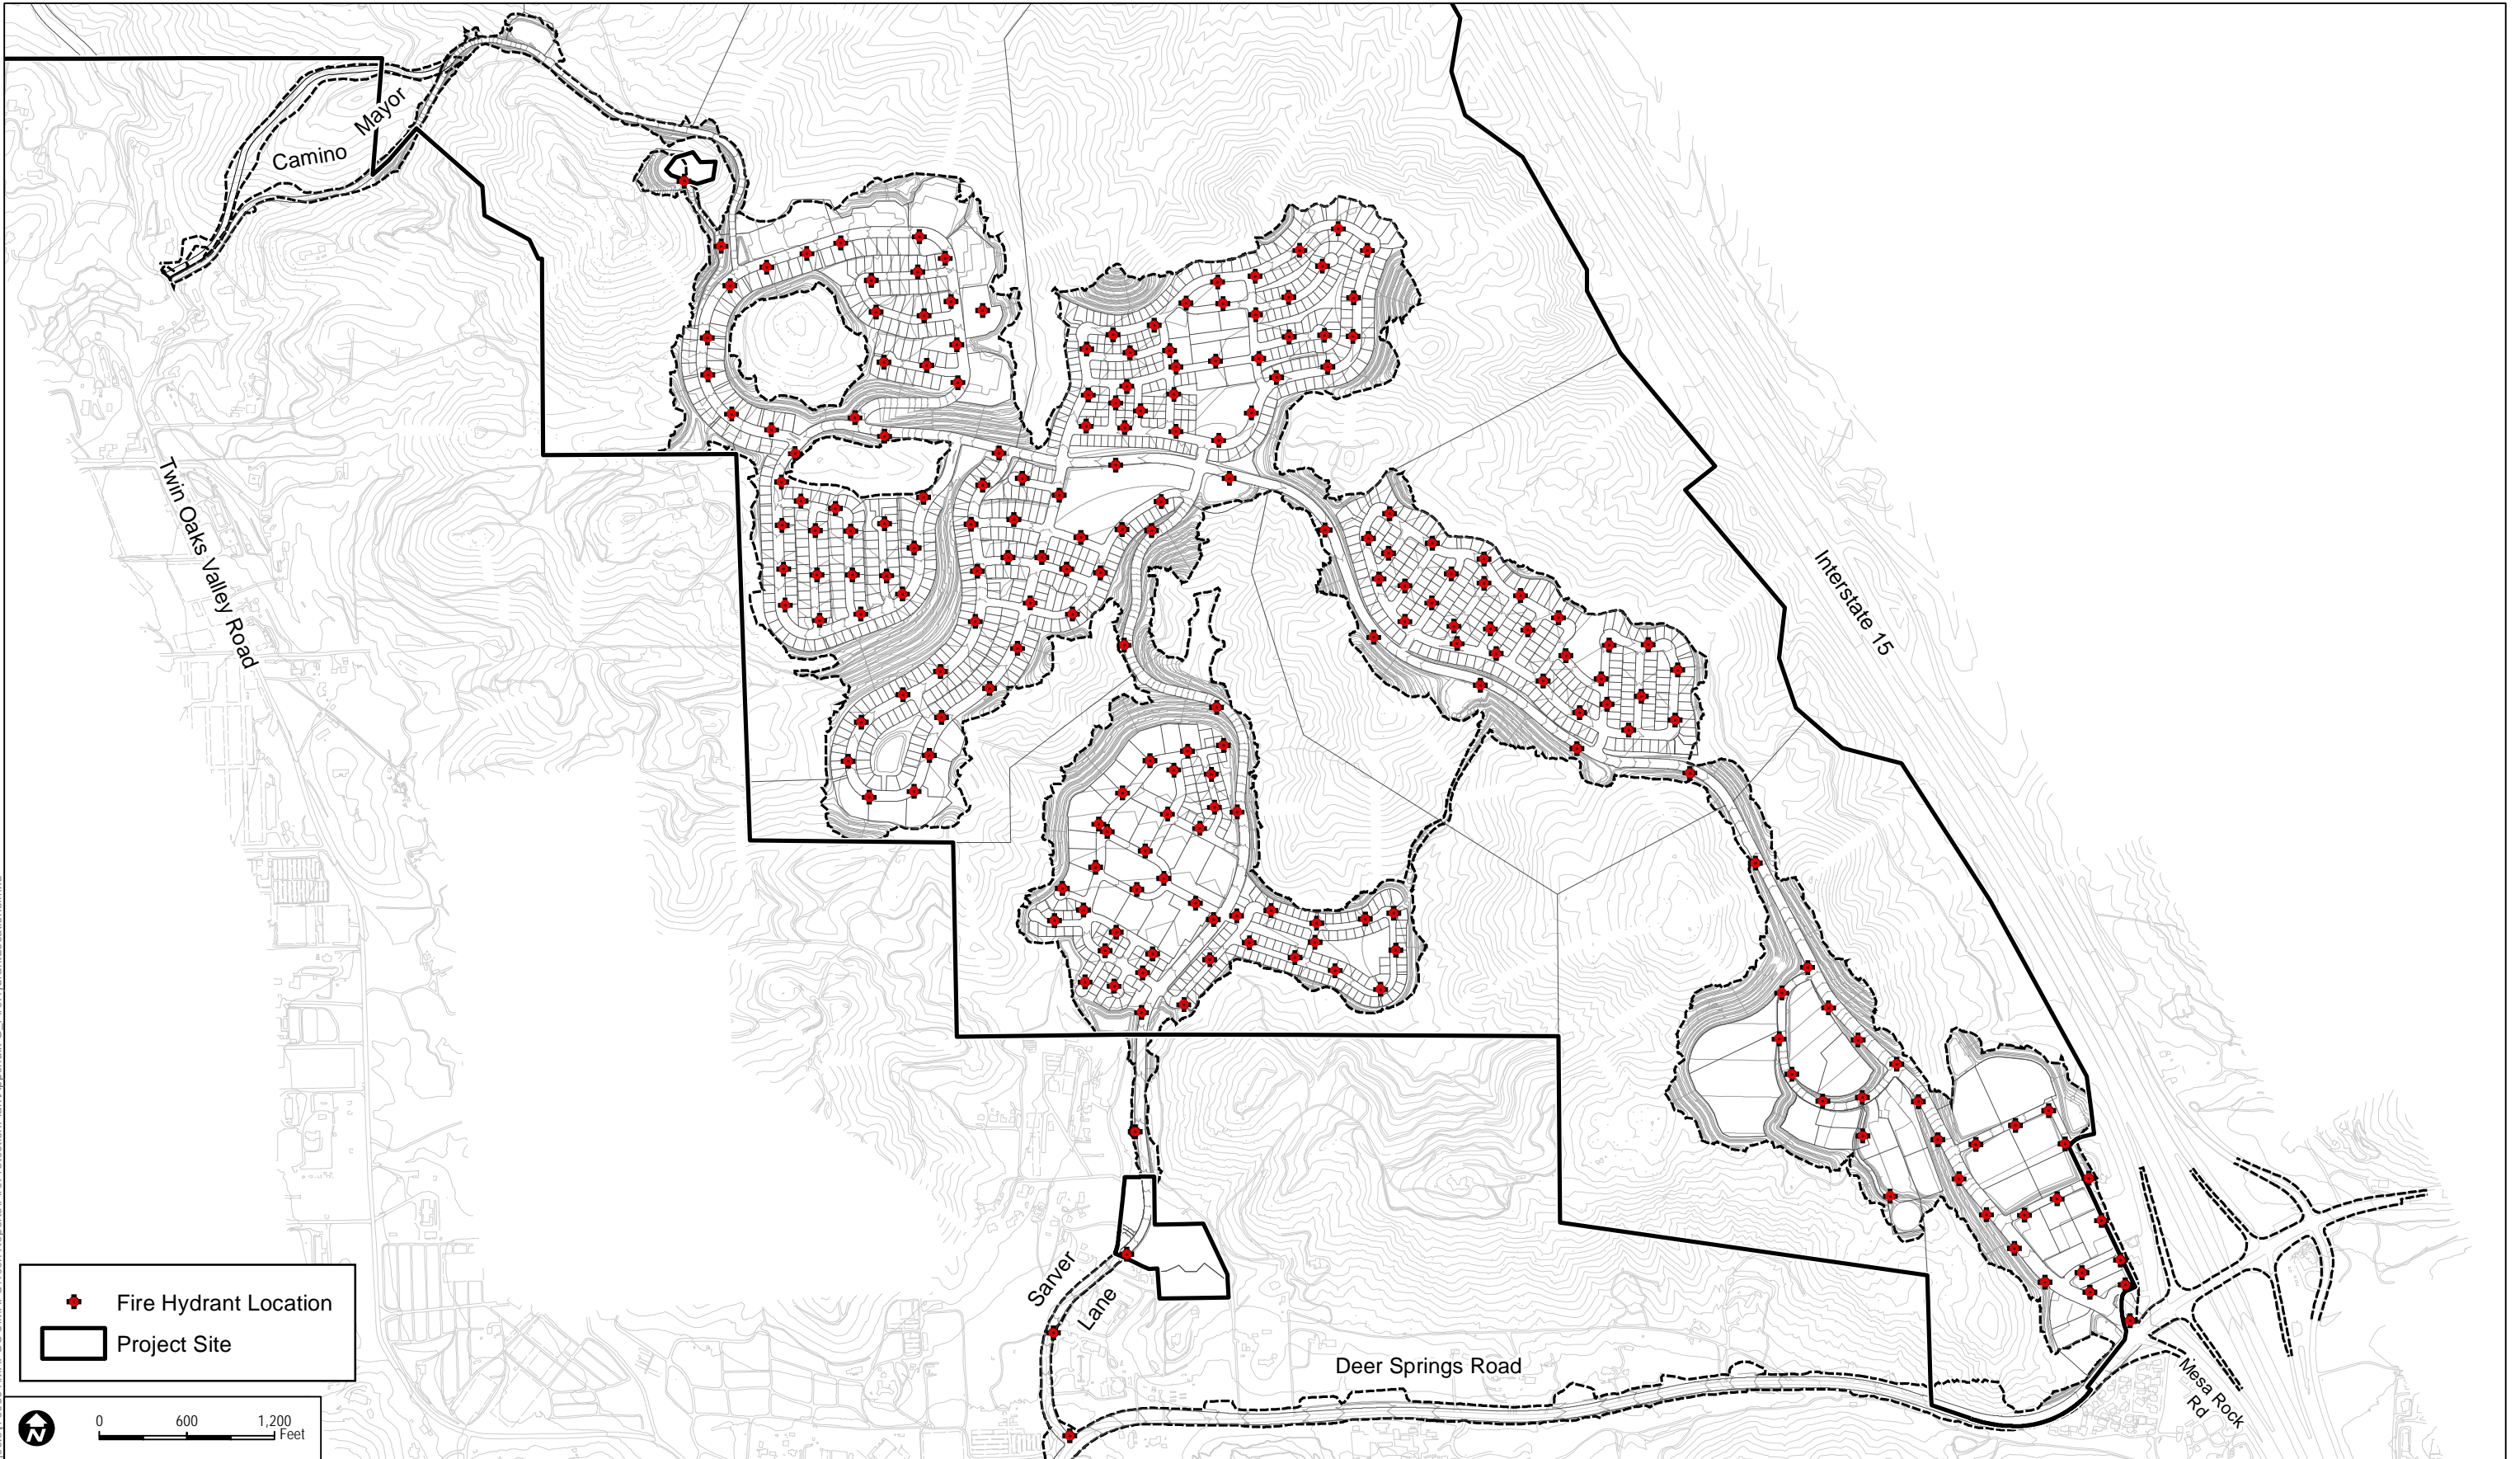 Camino
Mayor
Twin Oaks Valley Road
Interstate 15
Sarver
Lane
Deer Springs Road
Mesa Rock
Rd
Fire Hydrant Location
Project Site
N
0 600 1,200
Feet